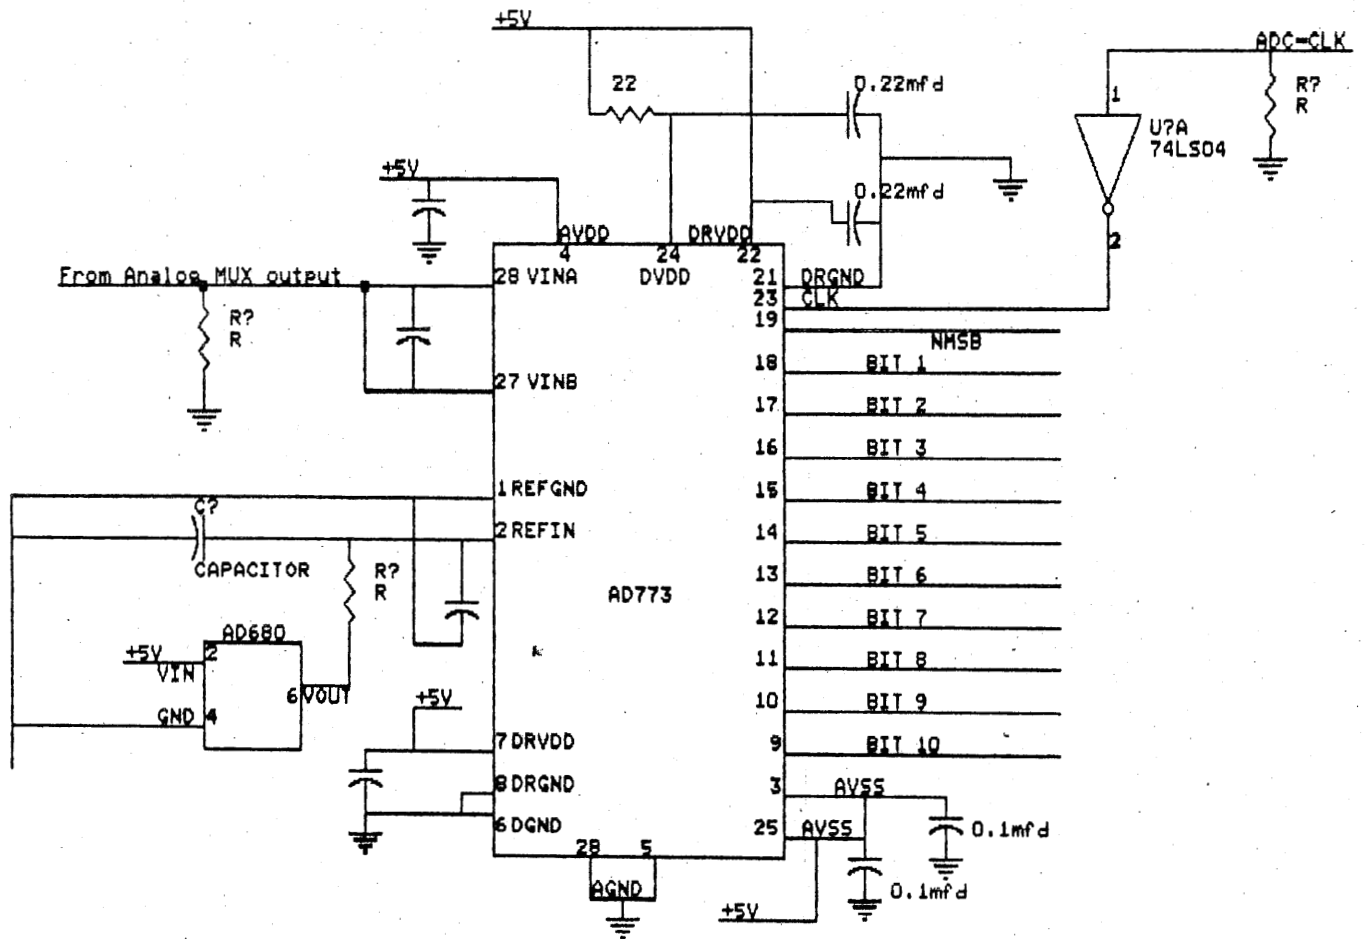 +5V
ADC-CLK
22
0.22mfd
R?
R
1
U?A
74LS04
+5V
0.22mfd
AVDD
DRVDD
2
4
24
22
From Analog MUX output
28 VINA
DVDD
21
DRGND
23
CLK
19
R?
R
NMSB
18
BIT 1
27 VINB
17
BIT 2
16
BIT 3
1 REFGND
15
BIT 4
C?
2 REFIN
14
BIT 5
CAPACITOR
R?
R
13
BIT 6
AD773
12
BIT 7
AD680
+5V
2
VIN
11
BIT 8
6 VOUT
+5V
10
BIT 9
GND
4
7 DRVDD
9
BIT 10
8 DRGND
3
AVSS
6 DGND
25
AVSS
0.1mfd
28
5
AGND
0.1mfd
+5V